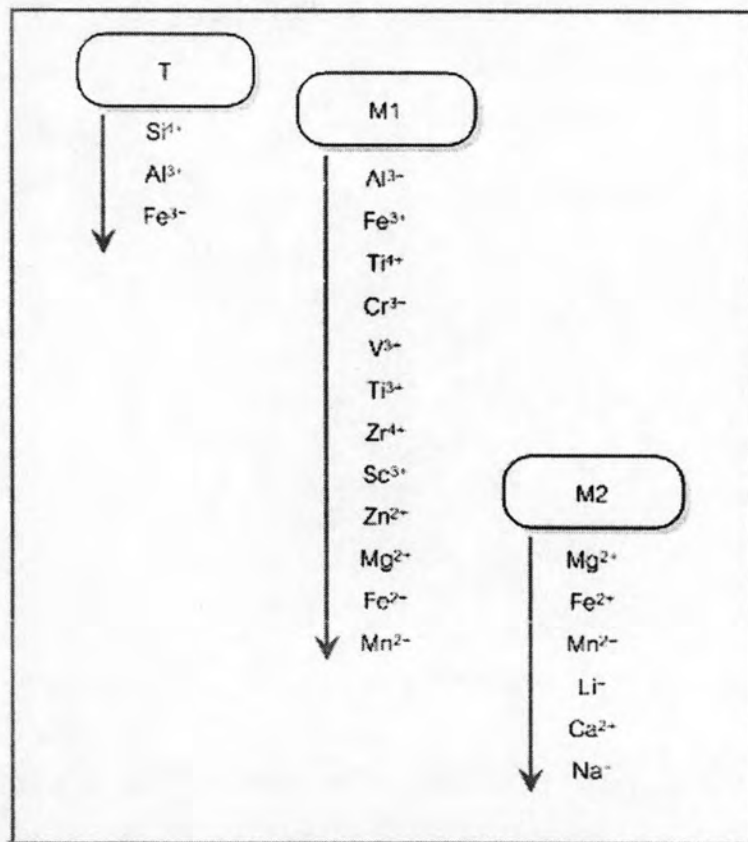 T
Si⁴⁺
Al³⁺
Fe³⁺
M1
Al³⁺
Fe³⁺
Ti⁴⁺
Cr³⁺
V³⁺
Ti³⁺
Zr⁴⁺
Sc³⁺
Zn²⁺
Mg²⁺
Fe²⁺
Mn²⁺
M2
Mg²⁺
Fe²⁺
Mn²⁺
Li⁺
Ca²⁺
Na⁺